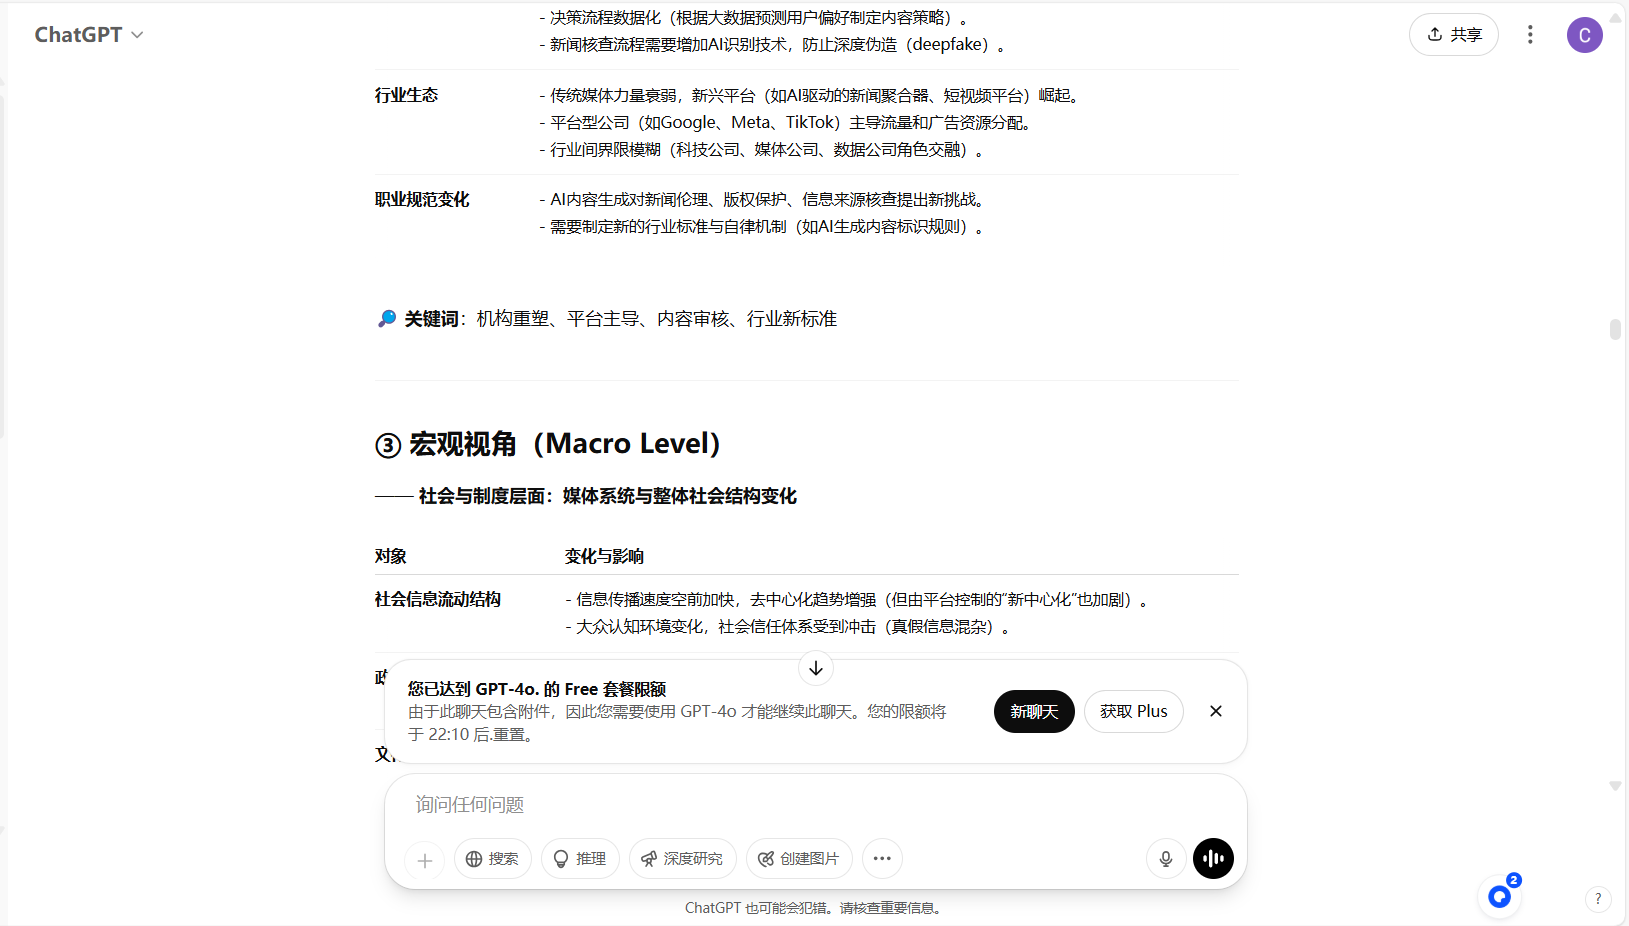 ChatGPT
共享
C
- 决策流程数据化（根据大数据预测用户偏好制定内容策略）。
- 新闻核查流程需要增加AI识别技术，防止深度伪造（deepfake）。
行业生态
- 传统媒体力量衰弱，新兴平台（如AI驱动的新闻聚合器、短视频平台）崛起。
- 平台型公司（如Google、Meta、TikTok）主导流量和广告资源分配。
- 行业间界限模糊（科技公司、媒体公司、数据公司角色交融）。
职业规范变化
- AI内容生成对新闻伦理、版权保护、信息来源核查提出新挑战。
- 需要制定新的行业标准与自律机制（如AI生成内容标识规则）。
🔎 关键词：机构重塑、平台主导、内容审核、行业新标准
③ 宏观视角（Macro Level）
—— 社会与制度层面：媒体系统与整体社会结构变化
对象 变化与影响
社会信息流动结构
- 信息传播速度空前加快，去中心化趋势增强（但由平台控制的“新中心化”也加剧）。
- 大众认知环境变化，社会信任体系受到冲击（真假信息混杂）。
您已达到 GPT-4o. 的 Free 套餐限额
由于此聊天包含附件，因此您需要使用 GPT-4o 才能继续此聊天。您的限额将
于 22:10 后.重置。
新聊天
获取 Plus
询问任何问题
搜索
推理
深度研究
创建图片
ChatGPT 也可能会犯错。请核查重要信息。
2
?